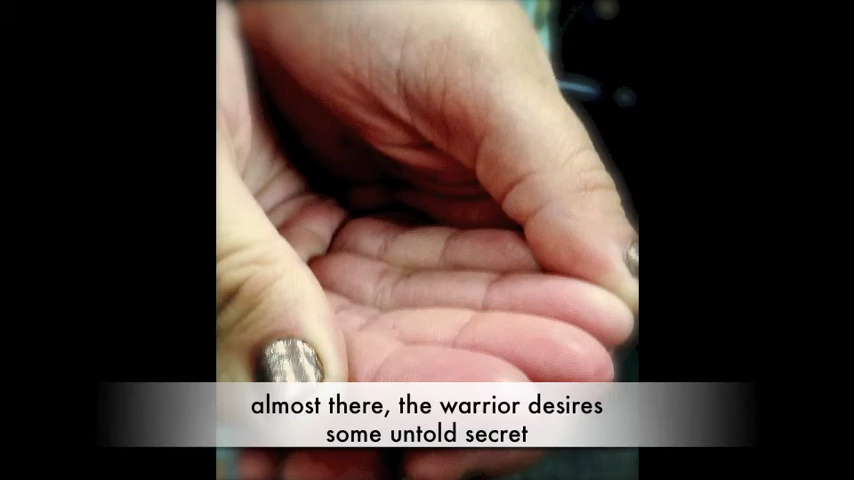 almost there, the warrior desires
some untold secret